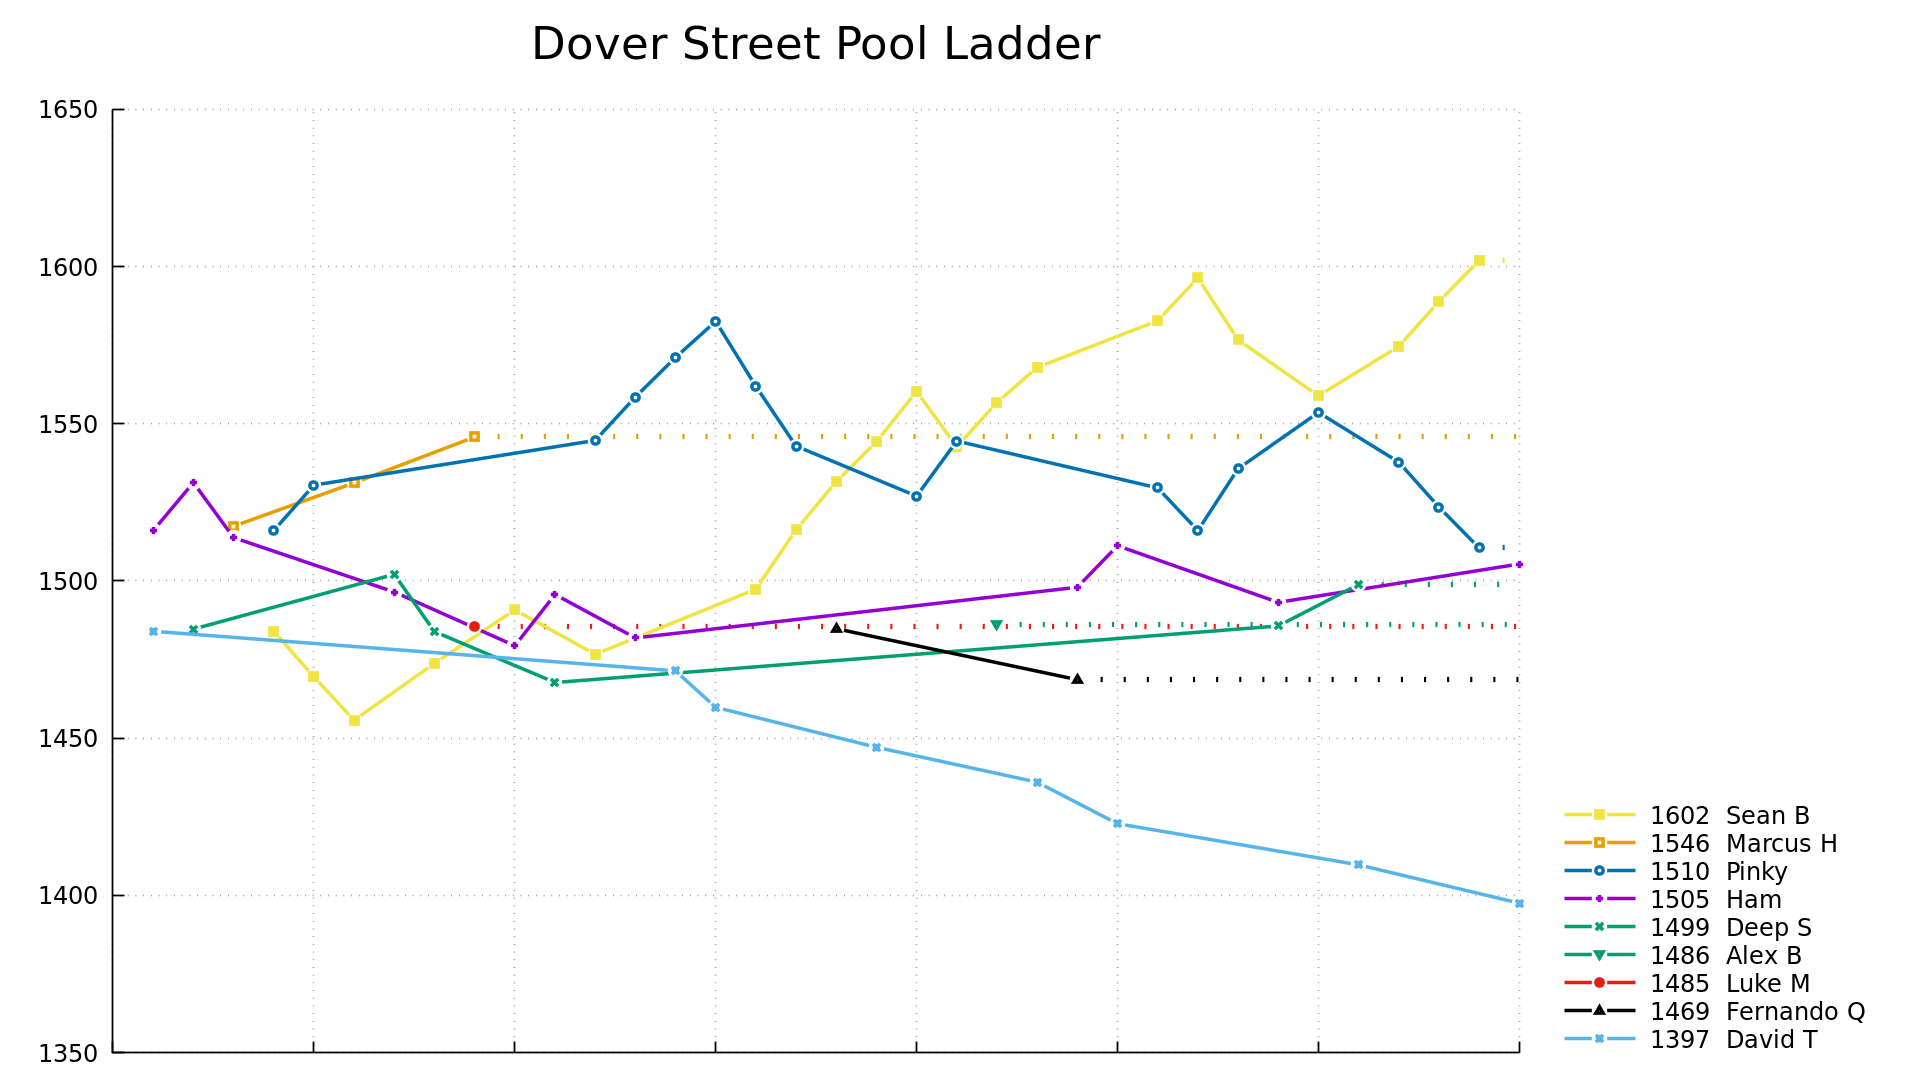 Dover Street Pool Ladder
1650
1600
1550
1500
1450
1400
1350
1602 Sean B
1546 Marcus H
1510 Pinky
1505 Ham
1499 Deep S
1486 Alex B
1485 Luke M
1469 Fernando Q
1397 David T